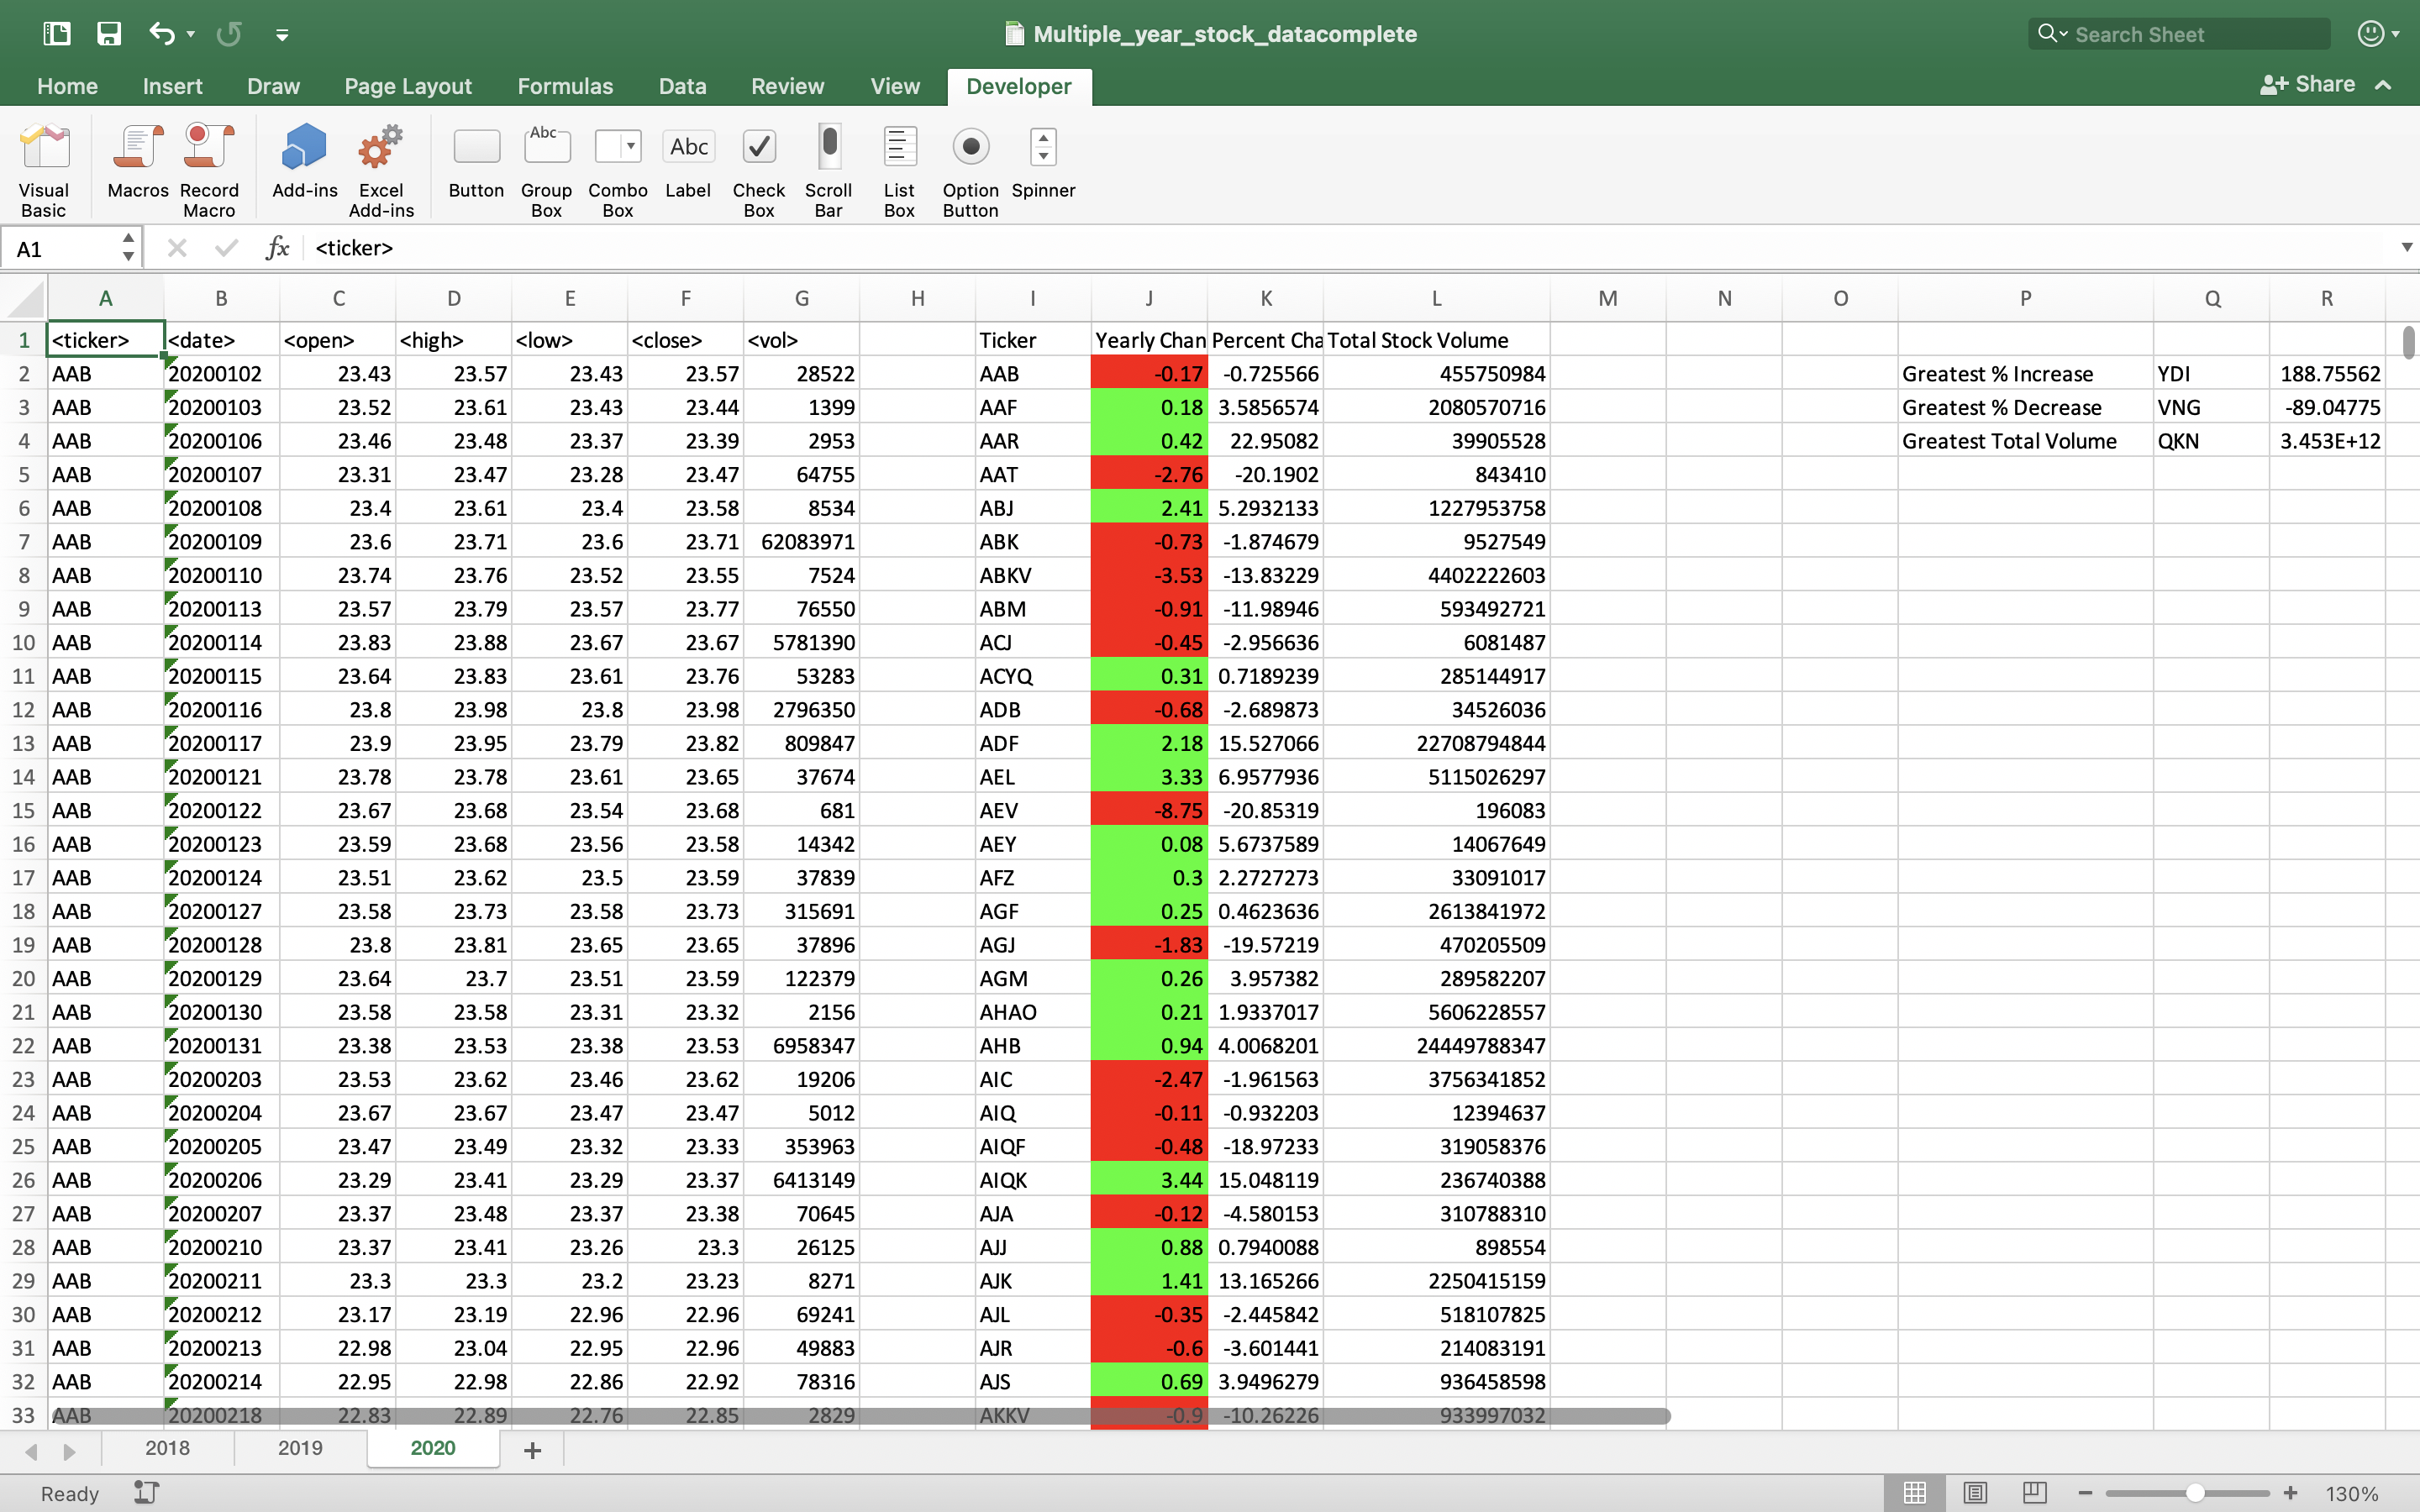 Multiple_year_stock_datacomplete
Search Sheet
Home Insert Draw Page Layout Formulas Data Review View Developer
Share
Abc
Abc
Visual Basic Macros Record Macro Add-ins Excel Add-ins Button Group Box Combo Box Label Check Box Scroll Bar List Box Option Button Spinner
A1 fx <ticker>
A B C D E F G H I J K L M N O P Q R
1 <ticker> <date> <open> <high> <low> <close> <vol> Ticker Yearly Chan Percent Cha Total Stock Volume
2 AAB 20200102 23.43 23.57 23.43 23.57 28522 AAB -0.17 -0.725566 455750984 Greatest % Increase YDI 188.75562
3 AAB 20200103 23.52 23.61 23.43 23.44 1399 AAF 0.18 3.5856574 2080570716 Greatest % Decrease VNG -89.04775
4 AAB 20200106 23.46 23.48 23.37 23.39 2953 AAR 0.42 22.95082 39905528 Greatest Total Volume QKN 3.453E+12
5 AAB 20200107 23.31 23.47 23.28 23.47 64755 AAT -2.76 -20.1902 843410
6 AAB 20200108 23.4 23.61 23.4 23.58 8534 ABJ 2.41 5.2932133 1227953758
7 AAB 20200109 23.6 23.71 23.6 23.71 62083971 ABK -0.73 -1.874679 9527549
8 AAB 20200110 23.74 23.76 23.52 23.55 7524 ABKV -3.53 -13.83229 4402222603
9 AAB 20200113 23.57 23.79 23.57 23.77 76550 ABM -0.91 -11.98946 593492721
10 AAB 20200114 23.83 23.88 23.67 23.67 5781390 ACJ -0.45 -2.956636 6081487
11 AAB 20200115 23.64 23.83 23.61 23.76 53283 ACYQ 0.31 0.7189239 285144917
12 AAB 20200116 23.8 23.98 23.8 23.98 2796350 ADB -0.68 -2.689873 34526036
13 AAB 20200117 23.9 23.95 23.79 23.82 809847 ADF 2.18 15.527066 22708794844
14 AAB 20200121 23.78 23.78 23.61 23.65 37674 AEL 3.33 6.9577936 5115026297
15 AAB 20200122 23.67 23.68 23.54 23.68 681 AEV -8.75 -20.85319 196083
16 AAB 20200123 23.59 23.68 23.56 23.58 14342 AEY 0.08 5.6737589 14067649
17 AAB 20200124 23.51 23.62 23.5 23.59 37839 AFZ 0.3 2.2727273 33091017
18 AAB 20200127 23.58 23.73 23.58 23.73 315691 AGF 0.25 0.4623636 2613841972
19 AAB 20200128 23.8 23.81 23.65 23.65 37896 AGJ -1.83 -19.57219 470205509
20 AAB 20200129 23.64 23.7 23.51 23.59 122379 AGM 0.26 3.957382 289582207
21 AAB 20200130 23.58 23.58 23.31 23.32 2156 AHAO 0.21 1.9337017 5606228557
22 AAB 20200131 23.38 23.53 23.38 23.53 6958347 AHB 0.94 4.0068201 24449788347
23 AAB 20200203 23.53 23.62 23.46 23.62 19206 AIC -2.47 -1.961563 3756341852
24 AAB 20200204 23.67 23.67 23.47 23.47 5012 AIQ -0.11 -0.932203 12394637
25 AAB 20200205 23.47 23.49 23.32 23.33 353963 AIQF -0.48 -18.97233 319058376
26 AAB 20200206 23.29 23.41 23.29 23.37 6413149 AIQK 3.44 15.048119 236740388
27 AAB 20200207 23.37 23.48 23.37 23.38 70645 AJA -0.12 -4.580153 310788310
28 AAB 20200210 23.37 23.41 23.26 23.3 26125 AJJ 0.88 0.7940088 898554
29 AAB 20200211 23.3 23.3 23.2 23.23 8271 AJK 1.41 13.165266 2250415159
30 AAB 20200212 23.17 23.19 22.96 22.96 69241 AJL -0.35 -2.445842 518107825
31 AAB 20200213 22.98 23.04 22.95 22.96 49883 AJR -0.6 -3.601441 214083191
32 AAB 20200214 22.95 22.98 22.86 22.92 78316 AJS 0.69 3.9496279 936458598
33 AAB 20200218 22.83 22.89 22.76 22.85 2829 AKKV -0.9 -10.26226 933997032
2018 2019 2020
Ready 130%